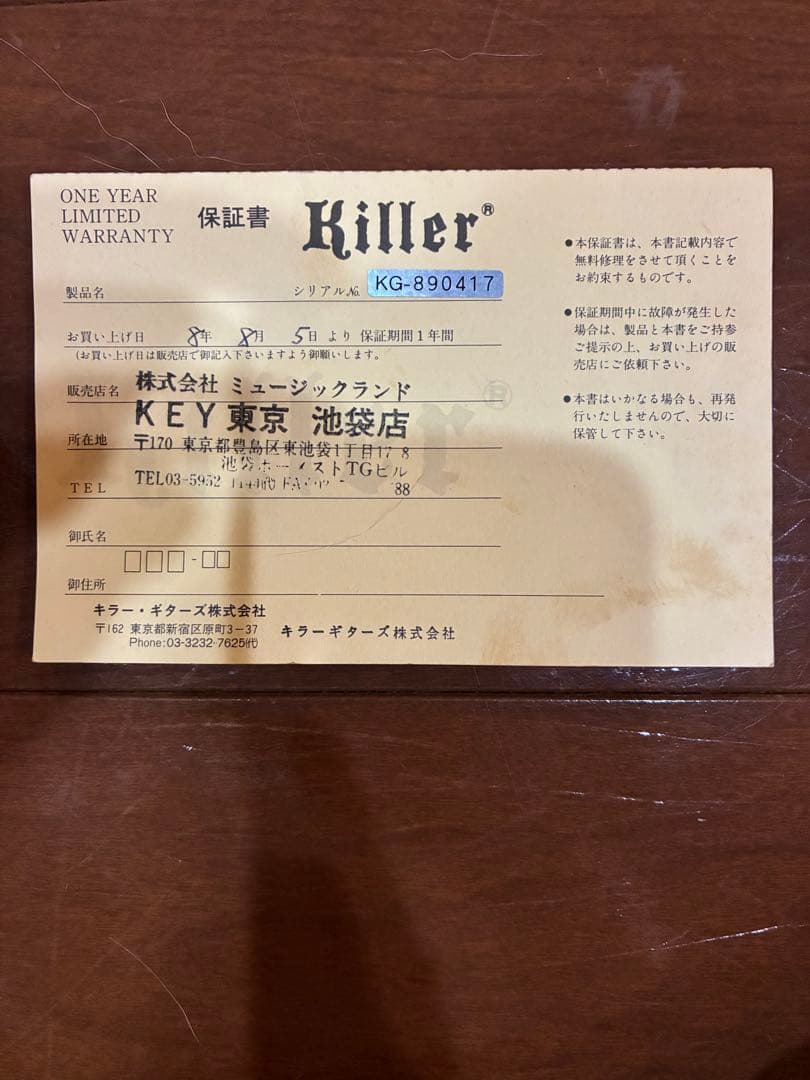 ONE YEAR
LIMITED
WARRANTY
保証書
Killer®
製品名
シリアル№ KG-890417
お買い上げ日 8年 8月 5日 より 保証期間1年間
(お買い上げ日は販売店で御記入下さいますよう御願いします。
販売店名 株式会社 ミュージックランド
KEY東京 池袋店
所在地 〒170 東京都豊島区東池袋1丁目17-8
池袋ホーメストTGビル
TEL TEL03-5952
88
御氏名
御住所
キラー・ギターズ株式会社
〒162 東京都新宿区原町3-37
Phone:03-3232-7625㈹
キラーギターズ株式会社
●本保証書は、本書記載内容で
無料修理をさせて頂くことを
お約束するものです。
●保証期間中に故障が発生した
場合は、製品と本書をご持参
ご提示の上、お買い上げの販
売店にご依頼下さい。
●本書はいかなる場合も、再発
行いたしませんので、大切に
保管して下さい。